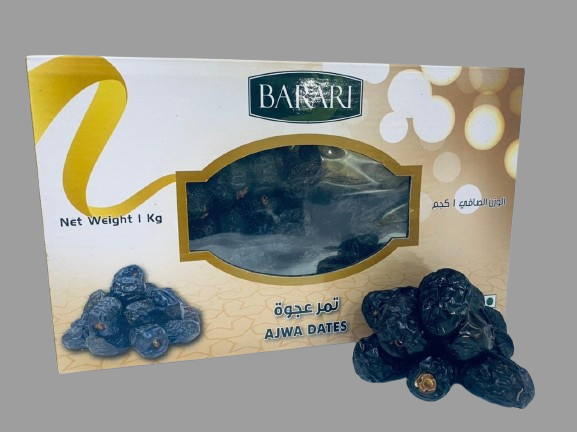 BARARI
Net Weight 1 Kg
الوزن الصافي ١ كجم
تمر عجوة
AJWA DATES